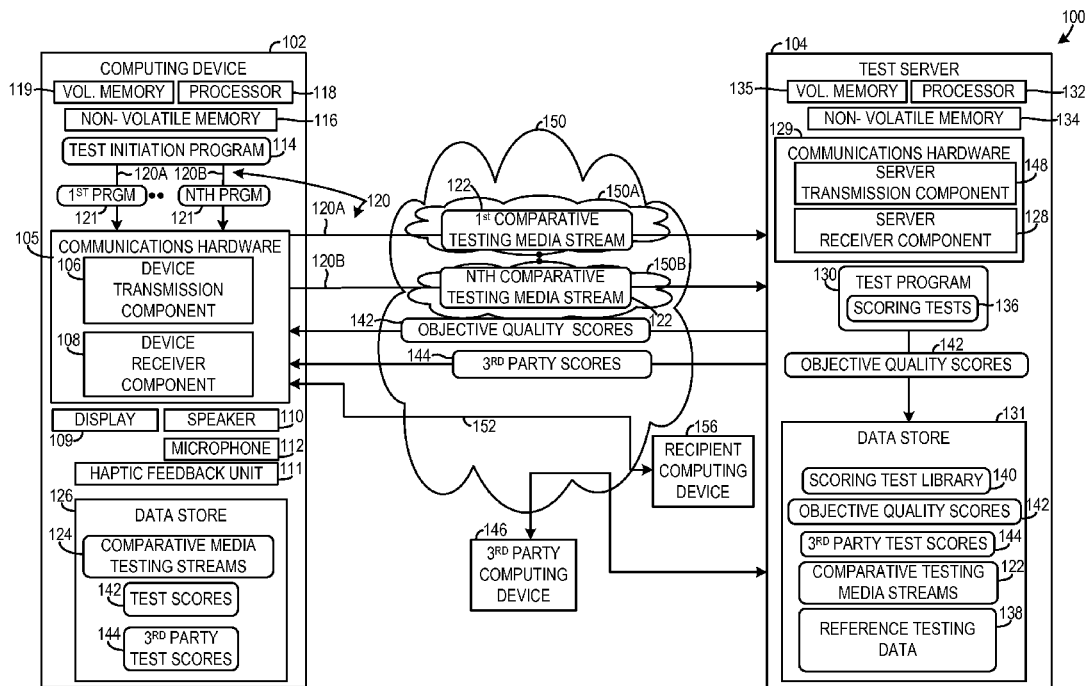 100
102
COMPUTING DEVICE
119
VOL. MEMORY
PROCESSOR
118
NON- VOLATILE MEMORY
116
TEST INITIATION PROGRAM
114
120A
120B
1ST PRGM
••
NTH PRGM
121
121
120
105
COMMUNICATIONS HARDWARE
106
DEVICE
TRANSMISSION
COMPONENT
108
DEVICE
RECEIVER
COMPONENT
DISPLAY
109
SPEAKER
110
MICROPHONE
112
HAPTIC FEEDBACK UNIT
111
126
DATA STORE
124
COMPARATIVE MEDIA
TESTING STREAMS
142
TEST SCORES
144
3RD PARTY
TEST SCORES
150
120A
122
150A
1st COMPARATIVE
TESTING MEDIA STREAM
120B
150B
NTH COMPARATIVE
TESTING MEDIA STREAM
122
142
OBJECTIVE QUALITY SCORES
144
3RD PARTY SCORES
152
156
RECIPIENT
COMPUTING
DEVICE
146
3RD PARTY
COMPUTING
DEVICE
104
TEST SERVER
135
VOL. MEMORY
PROCESSOR
132
NON-VOLATILE MEMORY
134
129
COMMUNICATIONS HARDWARE
SERVER
TRANSMISSION COMPONENT
148
SERVER
RECEIVER COMPONENT
128
130
TEST PROGRAM
SCORING TESTS
136
142
OBJECTIVE QUALITY SCORES
131
DATA STORE
SCORING TEST LIBRARY
140
OBJECTIVE QUALITY SCORES
142
3RD PARTY TEST SCORES
144
COMPARATIVE TESTING
MEDIA STREAMS
122
REFERENCE TESTING
DATA
138